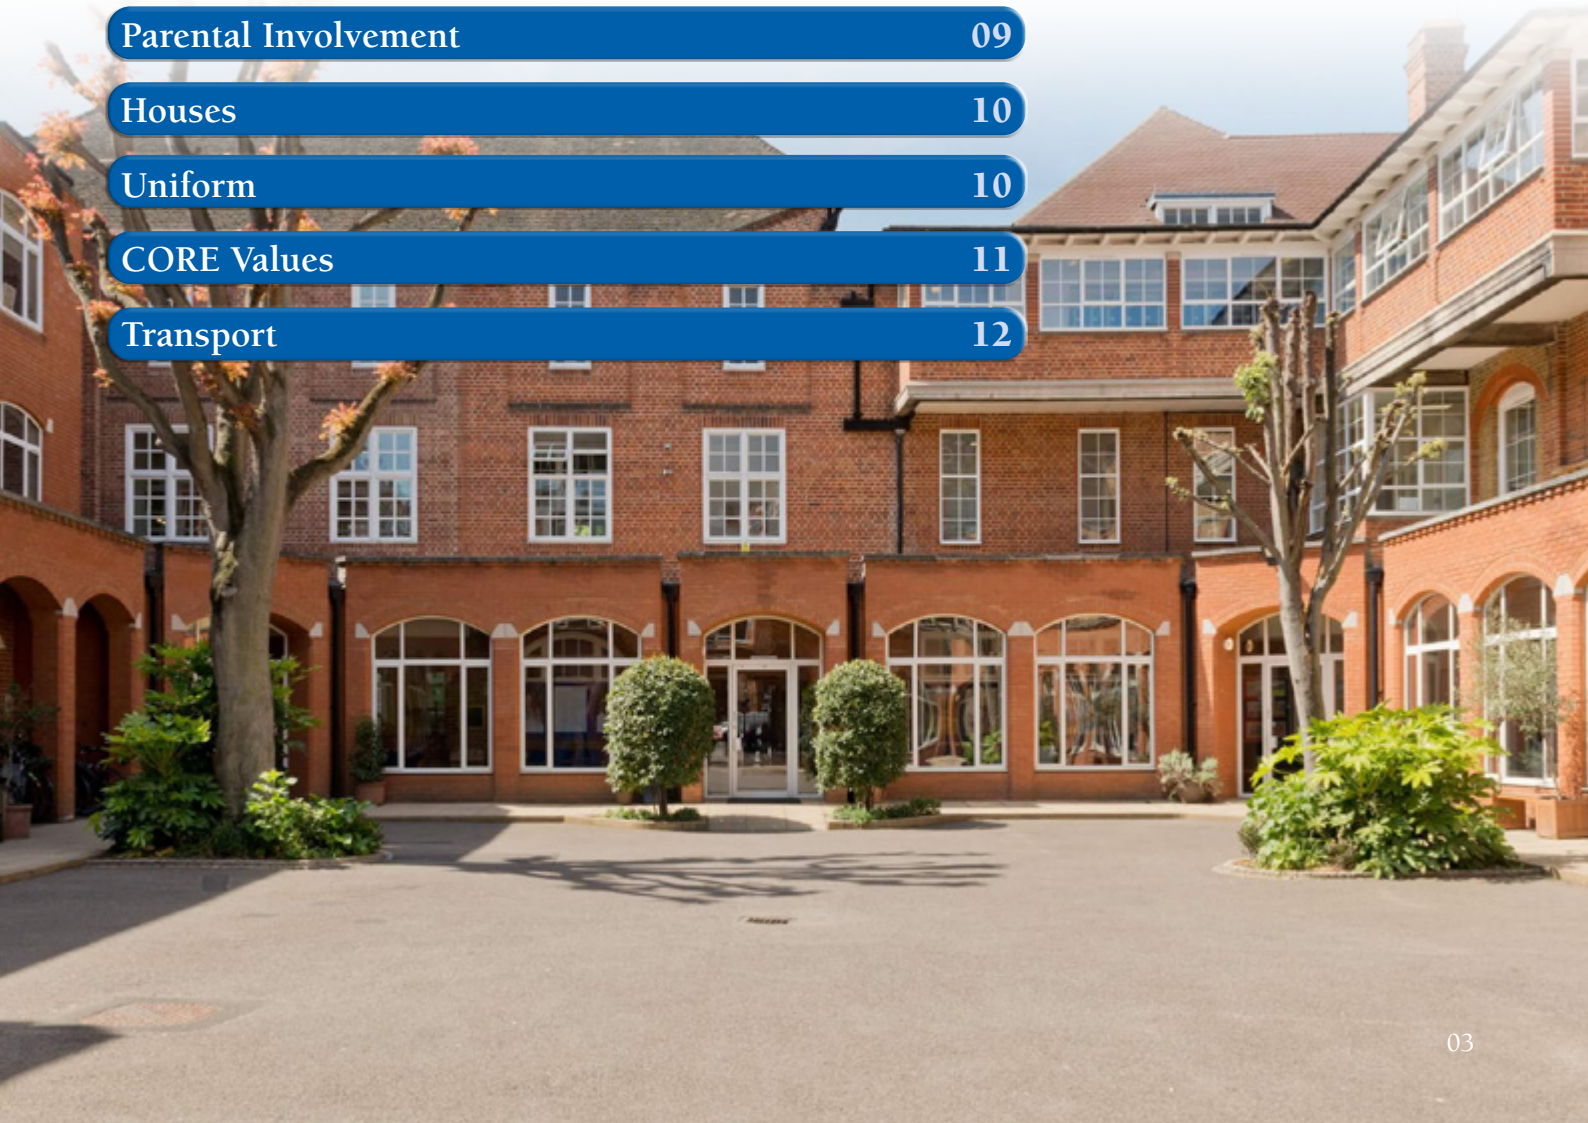 Parental Involvement 09
Houses 10
Uniform 10
CORE Values 11
Transport 12
03